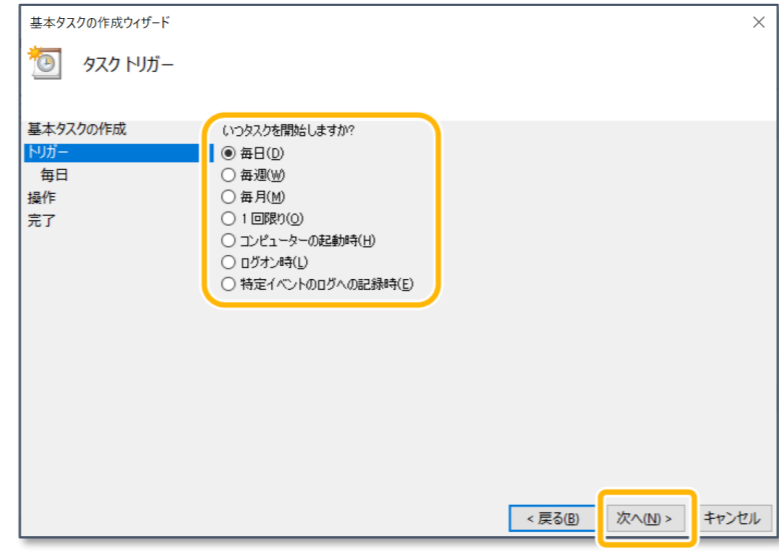 基本タスクの作成ウィザード
タスク トリガー
基本タスクの作成
トリガー
毎日
操作
完了
いつタスクを開始しますか?
毎日(D)
毎週(W)
毎月(M)
1 回限り(O)
コンピューターの起動時(H)
ログオン時(L)
特定イベントのログへの記録時(E)
< 戻る(B)
次へ(N) >
キャンセル